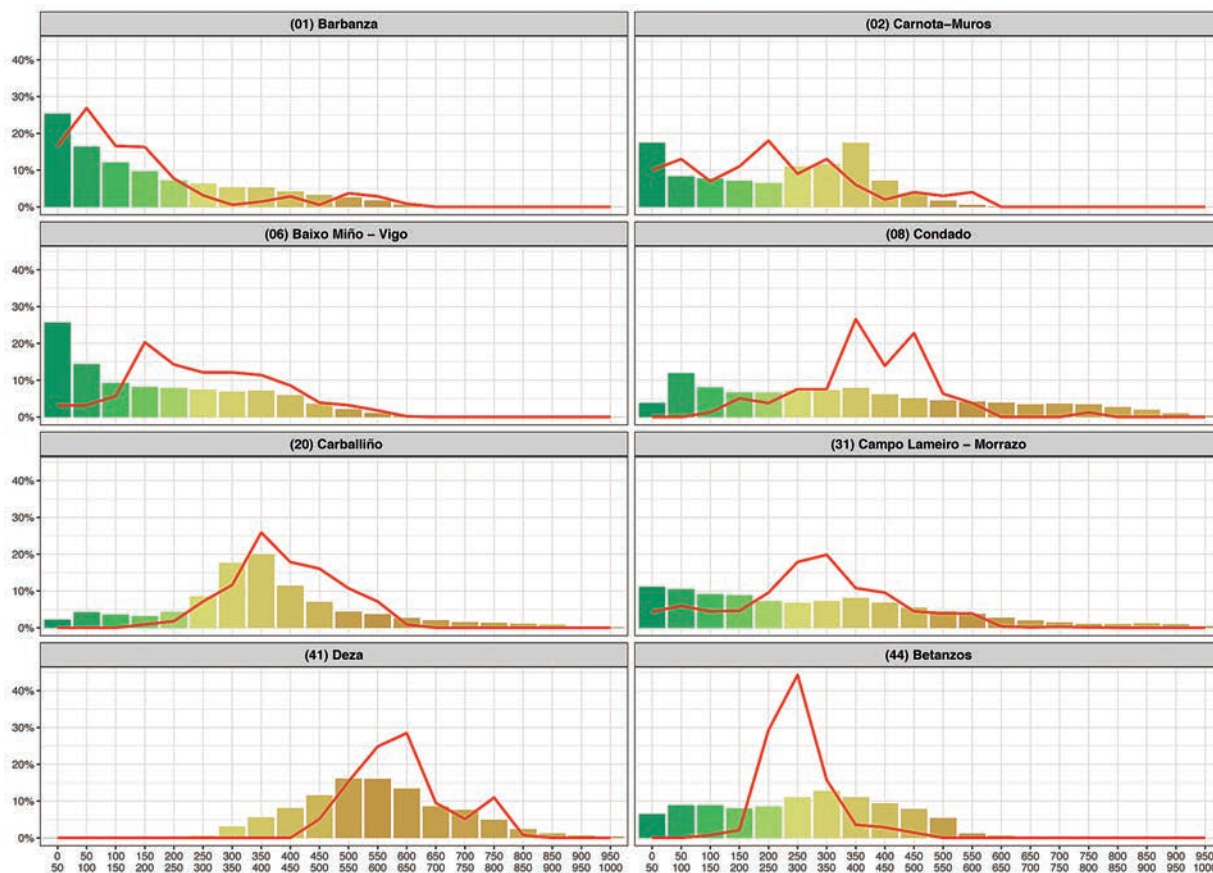 (01) Barbanza
(02) Carnota–Muros
40%
30%
20%
10%
0%
(06) Baixo Miño – Vigo
(08) Condado
40%
30%
20%
10%
0%
(20) Carballiño
(31) Campo Lameiro – Morrazo
40%
30%
20%
10%
0%
(41) Deza
(44) Betanzos
40%
30%
20%
10%
0%
0 50 100 150 200 250 300 350 400 450 500 550 600 650 700 750 800 850 900 950 0 50 100 150 200 250 300 350 400 450 500 550 600 650 700 750 800 850 900 950
50 100 150 200 250 300 350 400 450 500 550 600 650 700 750 800 850 900 950 1000 50 100 150 200 250 300 350 400 450 500 550 600 650 700 750 800 850 900 950 1000